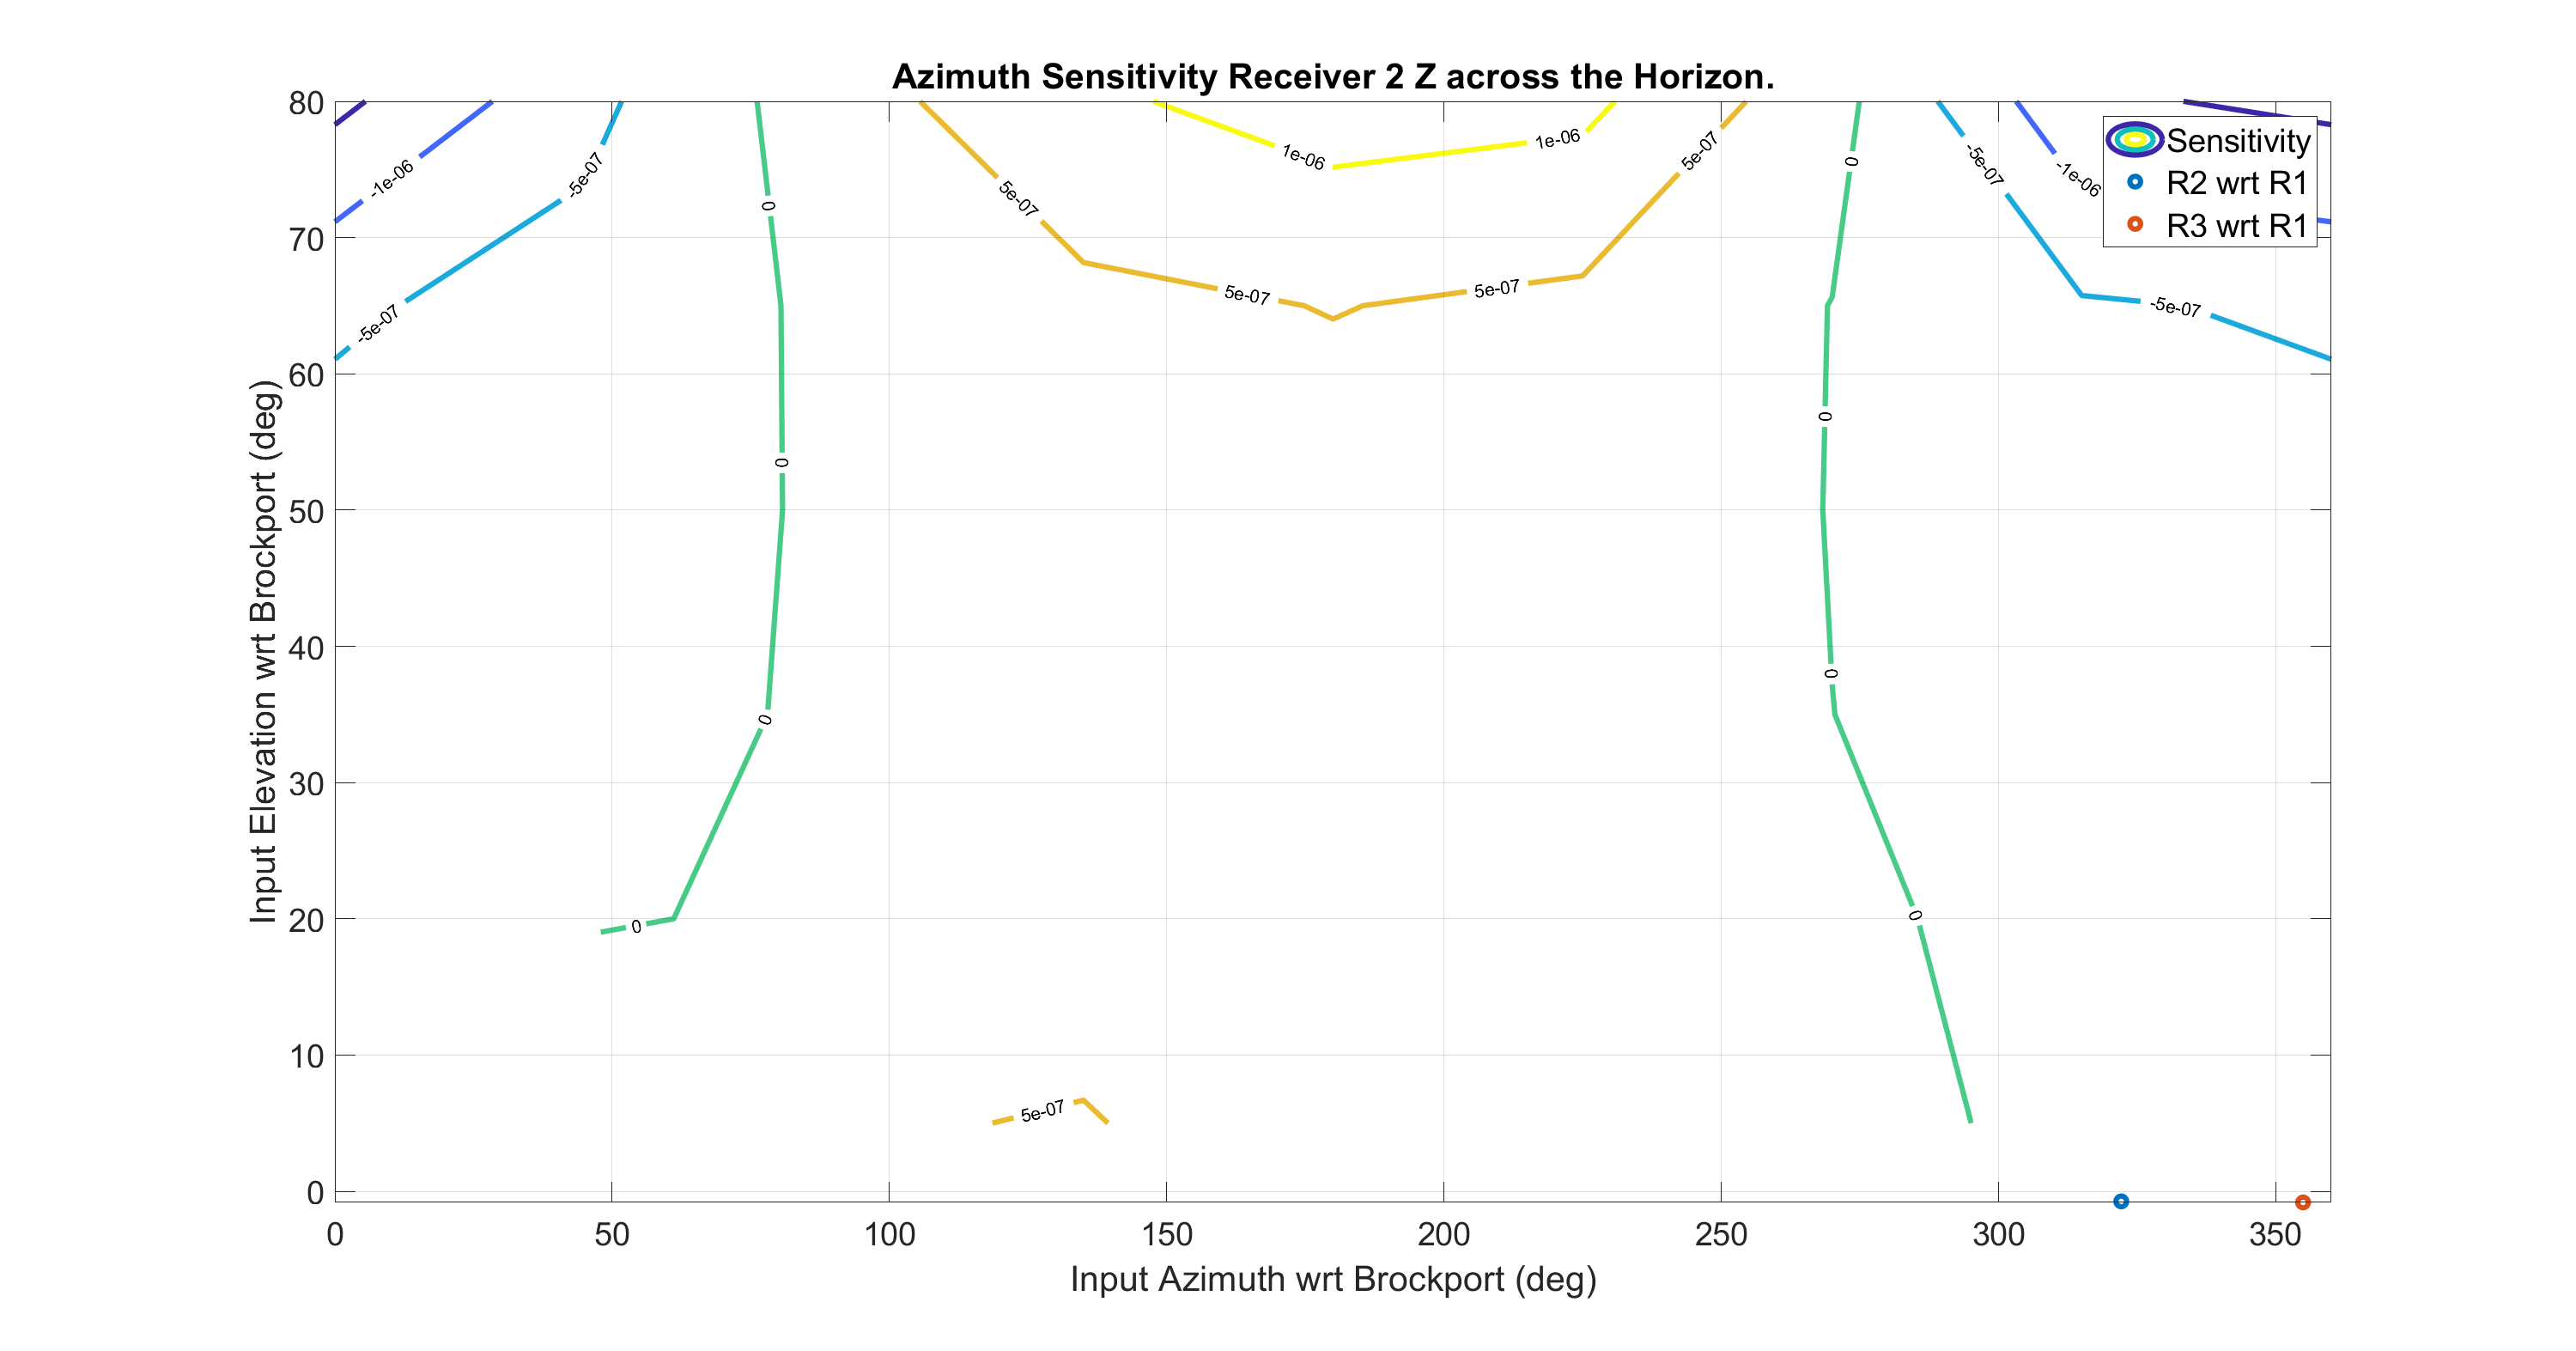 Azimuth Sensitivity Receiver 2 Z across the Horizon.
Input Elevation wrt Brockport (deg)
80
70
60
50
40
30
20
10
0
-1e-06
-5e-07
-5e-07
0
0
0
0
5e-07
5e-07
5e-07
5e-07
1e-06
1e-06
0
0
0
0
-5e-07
-1e-06
-5e-07
5e-07
Sensitivity
R2 wrt R1
R3 wrt R1
0 50 100 150 200 250 300 350
Input Azimuth wrt Brockport (deg)